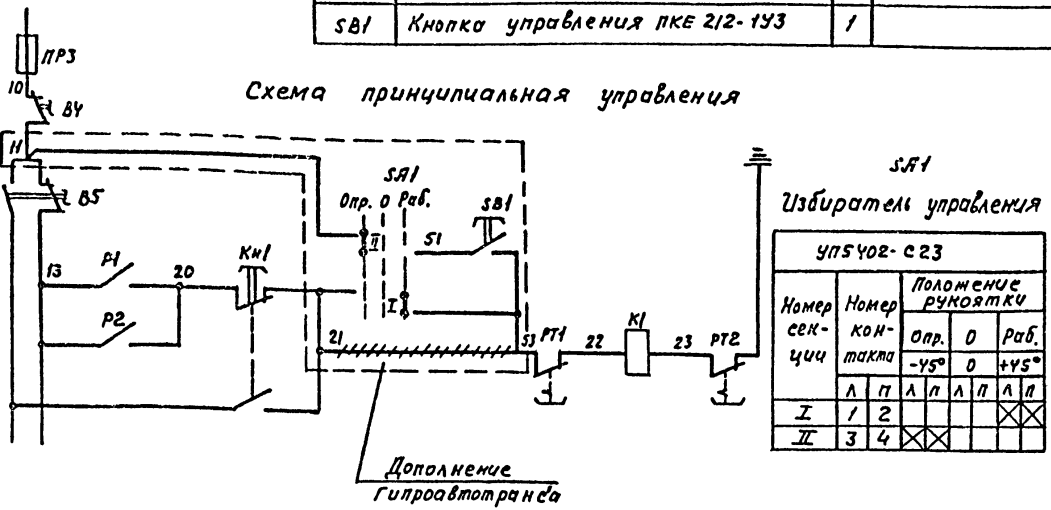 SB1 Кнопка управления ПКЕ 212-1У3 1
ПР3
10
В4
Схема принципиальная управления
Н
В5
SA1
Опр. 0 Раб.
SB1
51
II
I
13
Р1
20
Кн1
Р2
21
53
РТ1
22
К1
23
РТ2
Дополнение
гипроавтотранса
SA1
Избиратель управления
УП5402-С23
Номер секции
Номер контакта
Положение рукоятки
Опр. 0 Раб.
-45° 0 +45°
Л П Л П Л П Л П
I 1 2
II 3 4